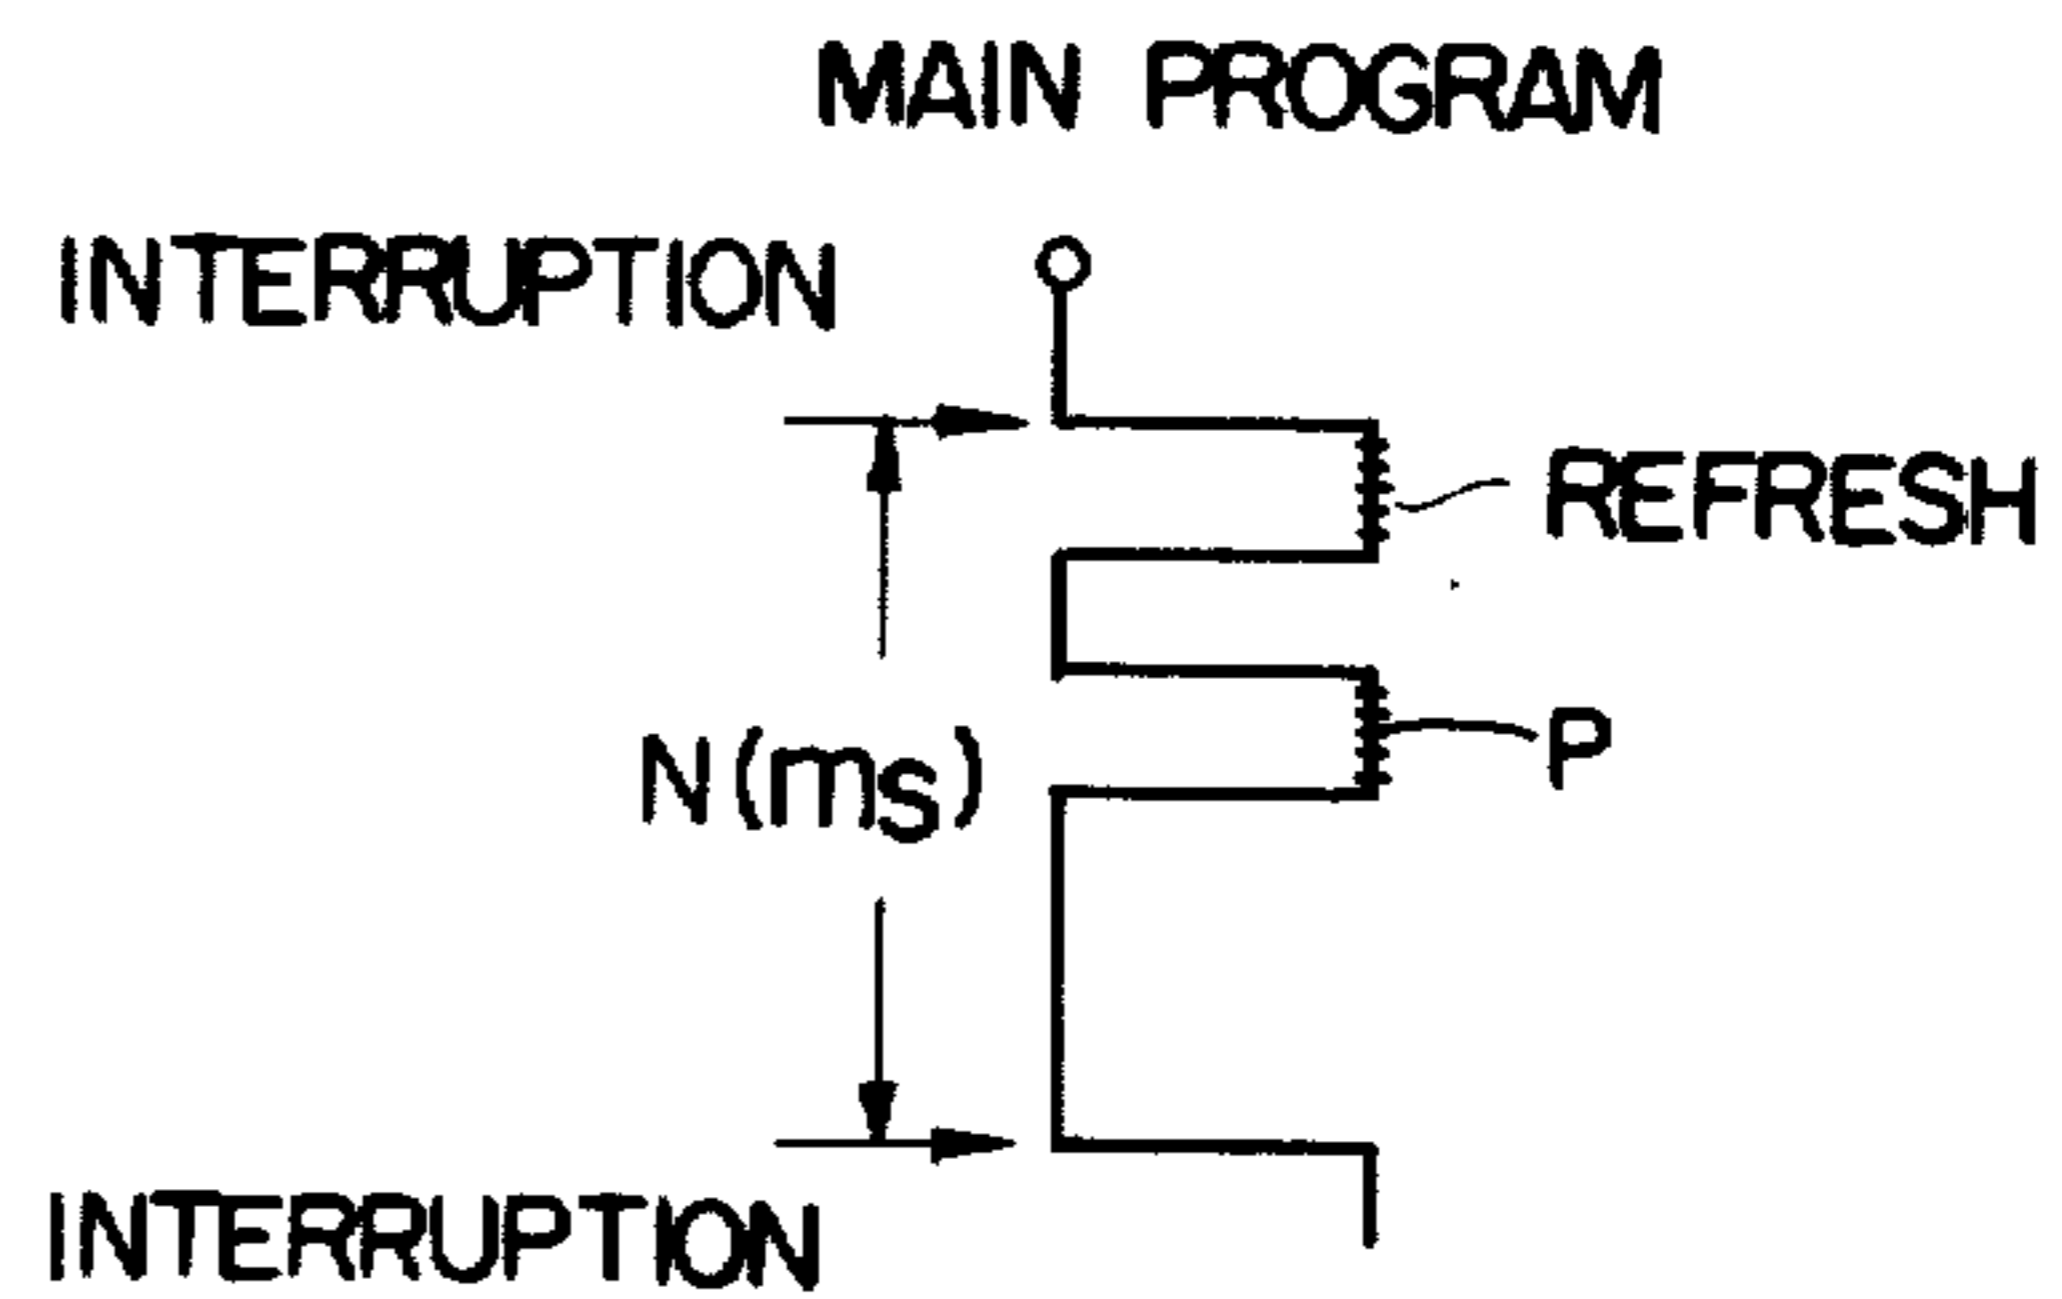 MAIN PROGRAM
INTERRUPTION
REFRESH
P
N(ms)
INTERRUPTION